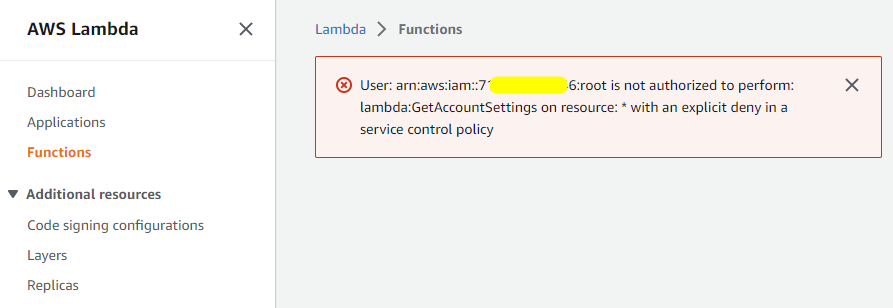 AWS Lambda
Dashboard
Applications
Functions
Additional resources
Code signing configurations
Layers
Replicas
Lambda > Functions
User: arn:aws:iam::71 6:root is not authorized to perform:
lambda:GetAccountSettings on resource: * with an explicit deny in a
service control policy